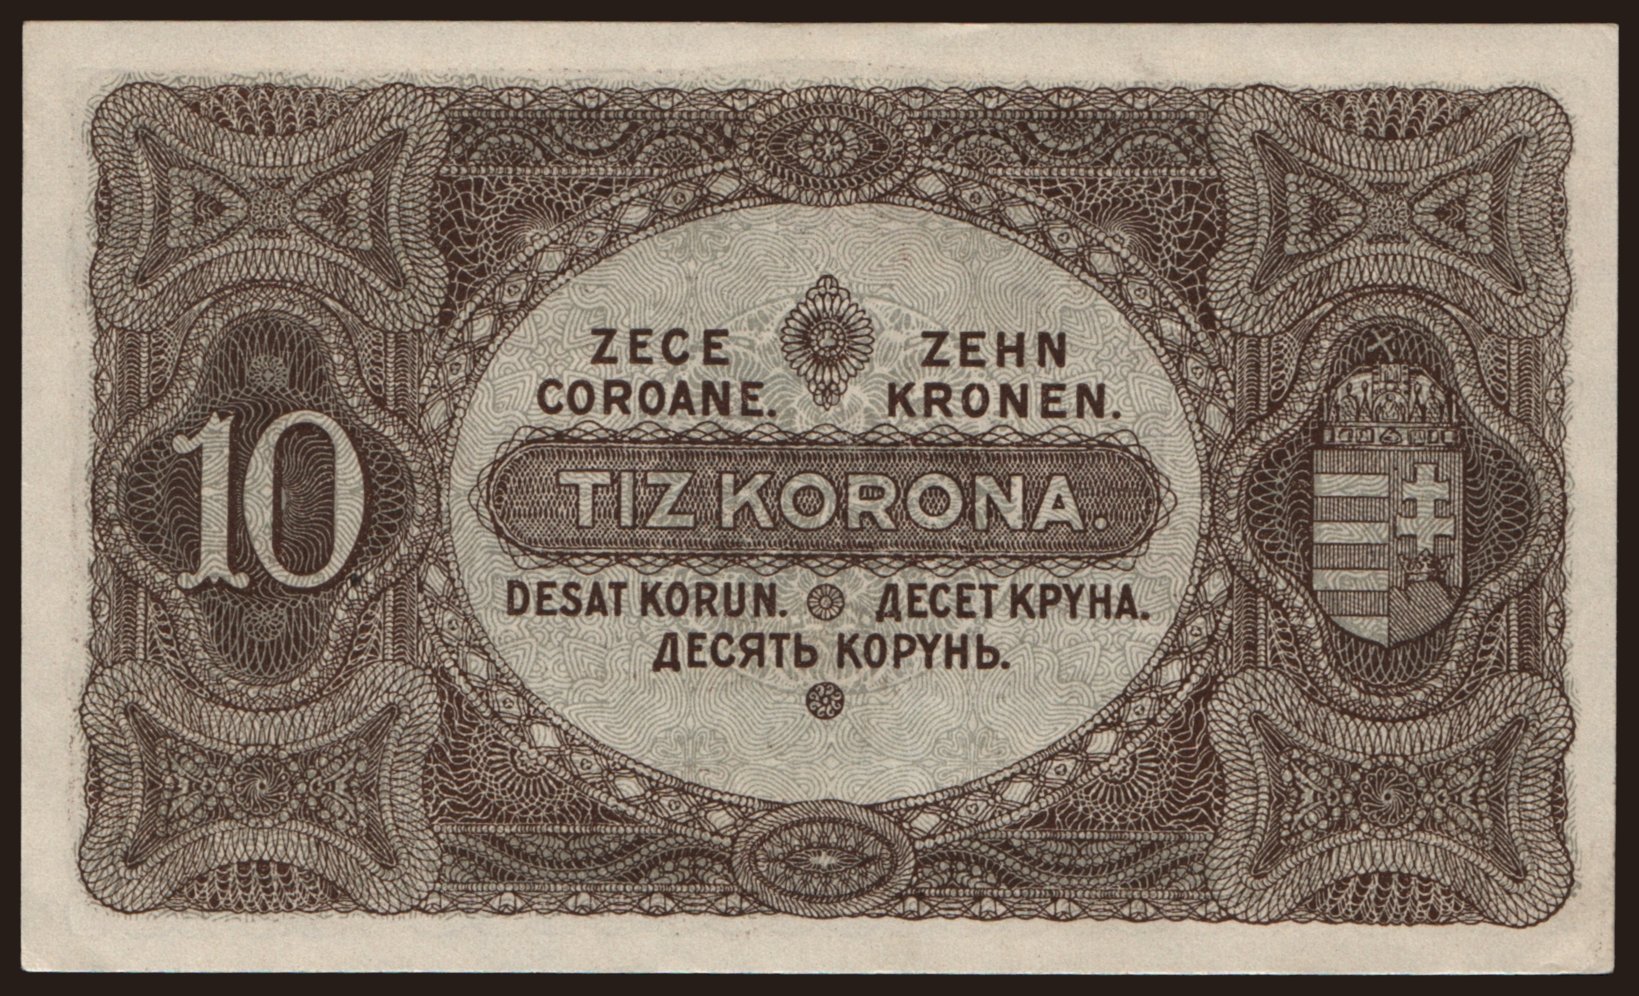 ZECE
COROANE.
ZEHN
KRONEN.
10
TIZ KORONA.
DESAT KORUN.
ДЕСЕТ КРУНА.
ДЕСЯТЬ КОРУНЬ.